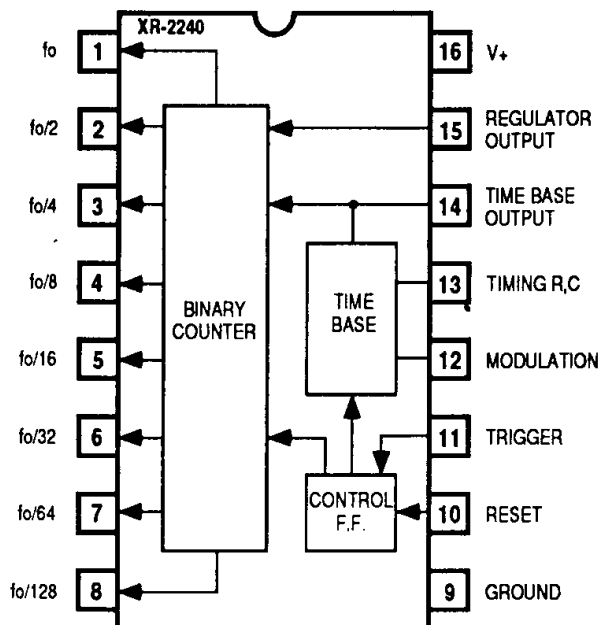 XR-2240
fo 1
fo/2 2
fo/4 3
fo/8 4
fo/16 5
fo/32 6
fo/64 7
fo/128 8
BINARY
COUNTER
TIME
BASE
CONTROL
F.F.
16 V+
15 REGULATOR
OUTPUT
14 TIME BASE
OUTPUT
13 TIMING R,C
12 MODULATION
11 TRIGGER
10 RESET
9 GROUND